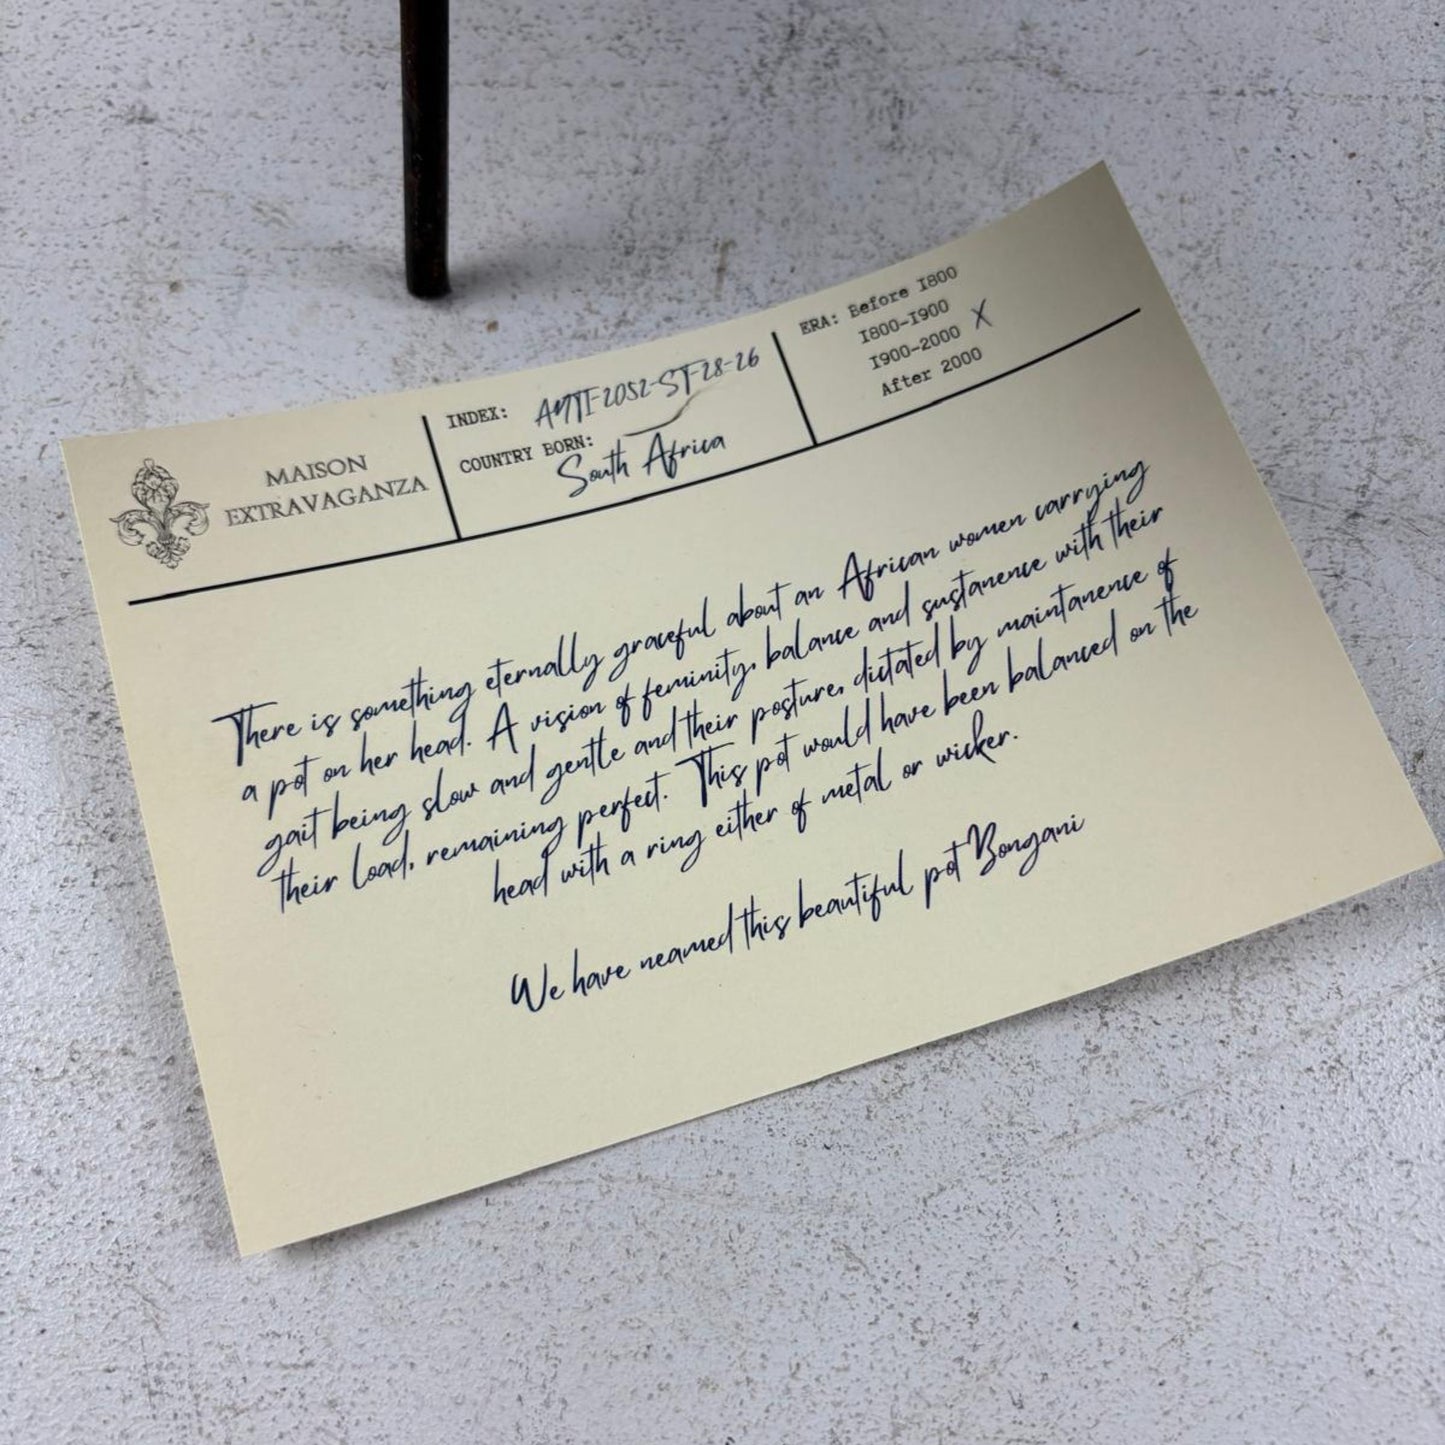 MAISON
EXTRAVAGANZA
INDEX: ANTI-2052-ST-28-26
COUNTRY BORN:
South Africa
ERA: Before 1800
1800-1900
1900-2000 X
After 2000
There is something eternally graceful about an African women carrying
a pot on her head. A vision of feminity, balance and sustanence with their
gait being slow and gentle and their posture, dictated by maintanence of
their load, remaining perfect. This pot would have been balanced on the
head with a ring either of metal or wicker.
We have neamed this beautiful pot Bongani